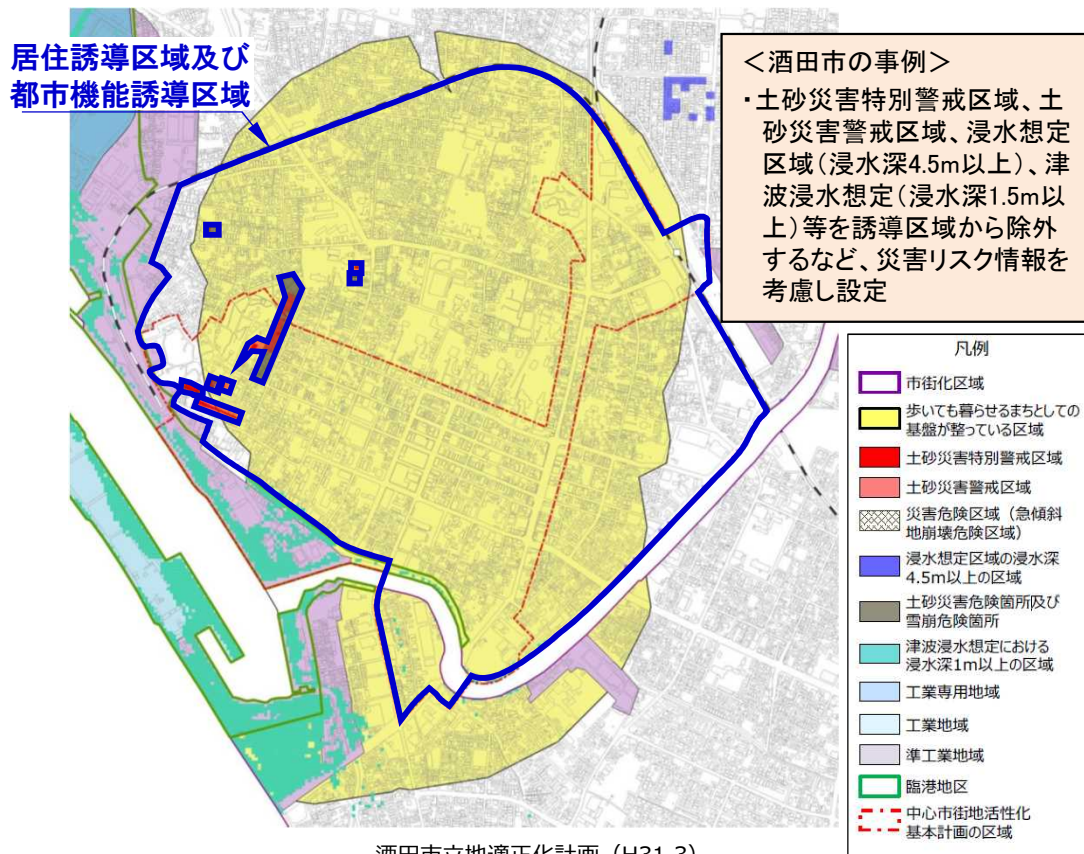 居住誘導区域及び
都市機能誘導区域
＜酒田市の事例＞
・土砂災害特別警戒区域、土
砂災害警戒区域、浸水想定
区域（浸水深4.5m以上）、津
波浸水想定（浸水深1.5m以
上）等を誘導区域から除外
するなど、災害リスク情報を
考慮し設定
凡例
市街化区域
歩いても暮らせるまちとしての
基盤が整っている区域
土砂災害特別警戒区域
土砂災害警戒区域
災害危険区域（急傾斜
地崩壊危険区域）
浸水想定区域の浸水深
4.5m以上の区域
土砂災害危険箇所及び
雪崩危険箇所
津波浸水想定における
浸水深1m以上の区域
工業専用地域
工業地域
準工業地域
臨港地区
中心市街地活性化
基本計画の区域
酒田市立地適正化計画（H31.3）